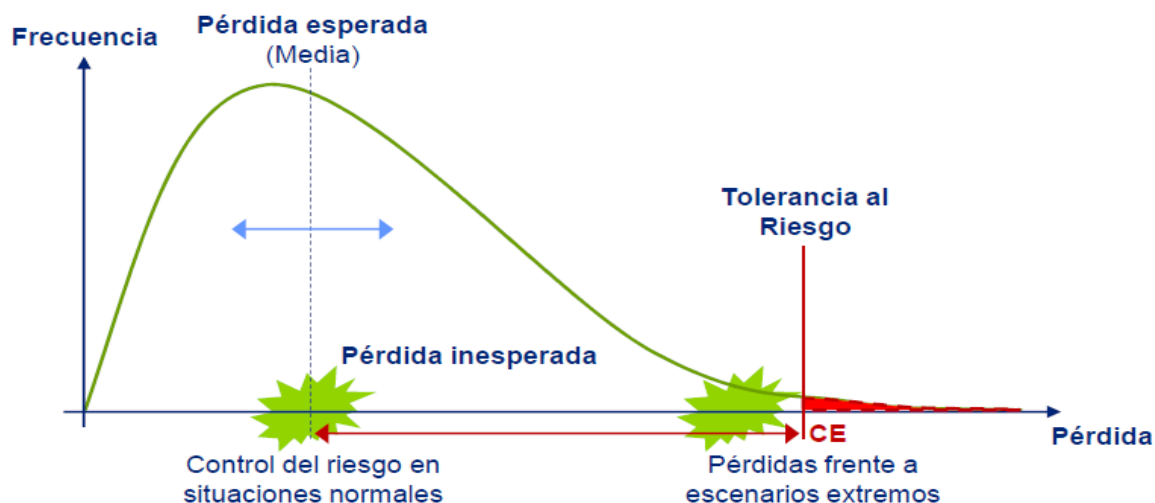 Frecuencia
Pérdida esperada
(Media)
Tolerancia al
Riesgo
Pérdida inesperada
CE
Pérdida
Control del riesgo en
situaciones normales
Pérdidas frente a
escenarios extremos